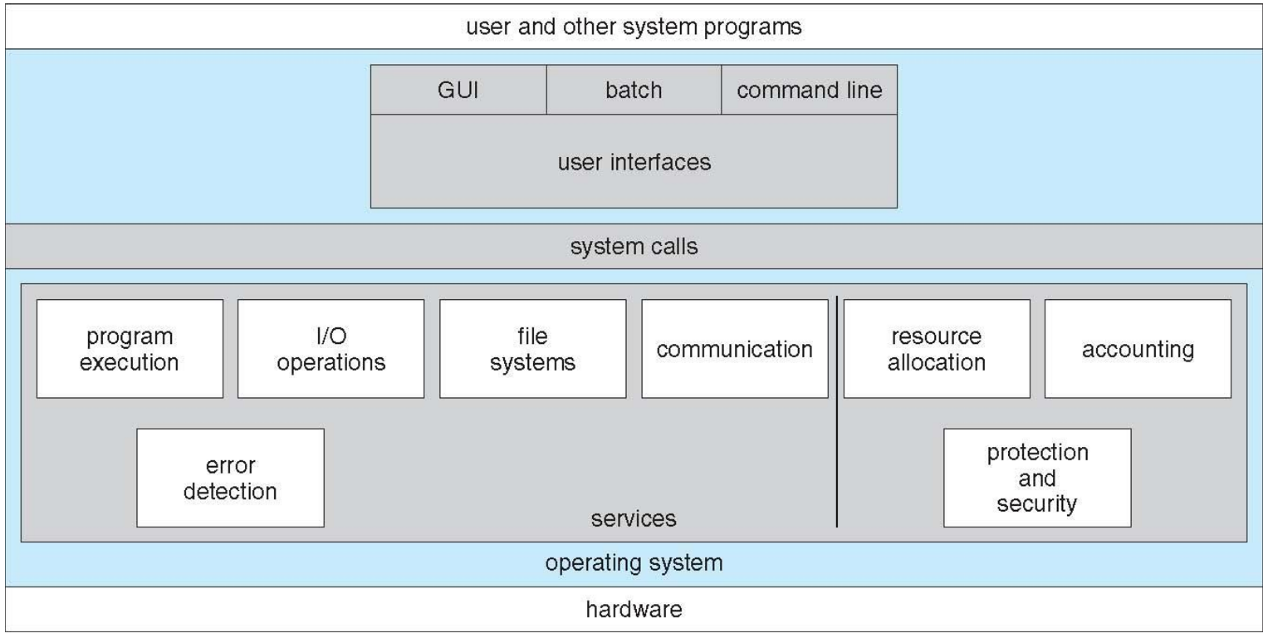 user and other system programs
GUI
batch
command line
user interfaces
system calls
program
execution
I/O
operations
file
systems
communication
resource
allocation
accounting
error
detection
protection
and
security
services
operating system
hardware